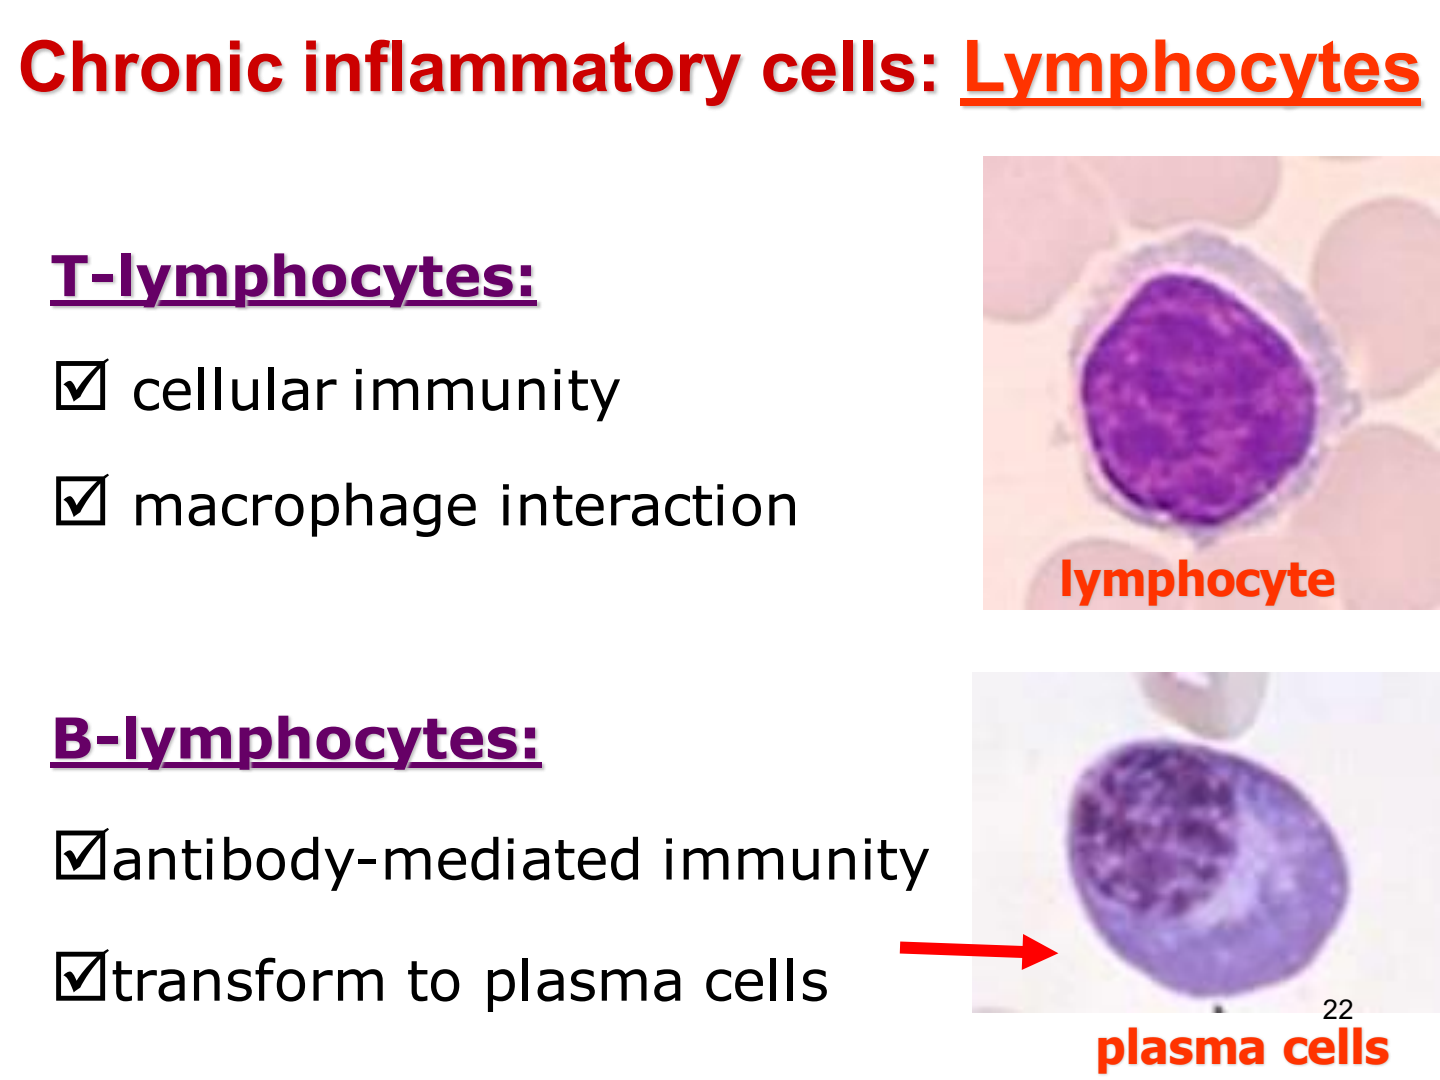 Chronic inflammatory cells: Lymphocytes
T-lymphocytes:
☑ cellular immunity
☑ macrophage interaction
lymphocyte
B-lymphocytes:
☑antibody-mediated immunity
☑transform to plasma cells
22
plasma cells